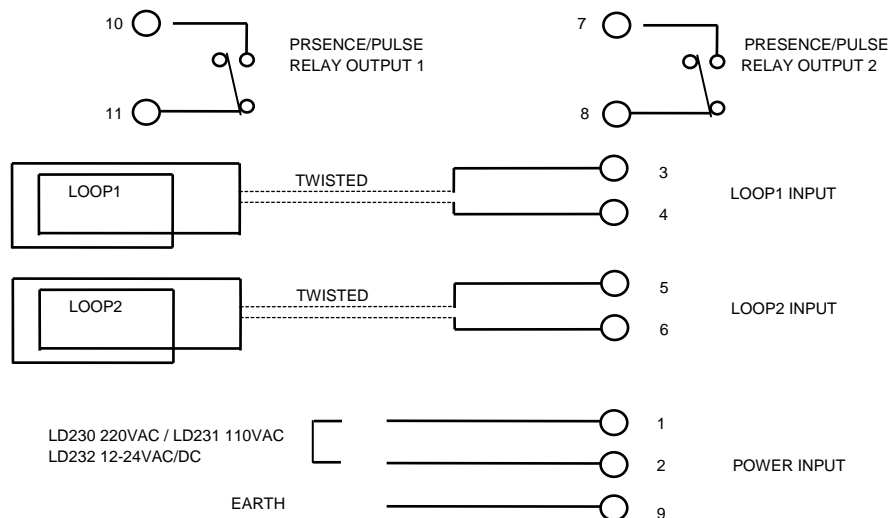 10
PRSENCE/PULSE
RELAY OUTPUT 1
11
7
PRESENCE/PULSE
RELAY OUTPUT 2
8
LOOP1
TWISTED
3
4
LOOP1 INPUT
LOOP2
TWISTED
5
6
LOOP2 INPUT
LD230 220VAC / LD231 110VAC
LD232 12-24VAC/DC
1
2
POWER INPUT
EARTH
9